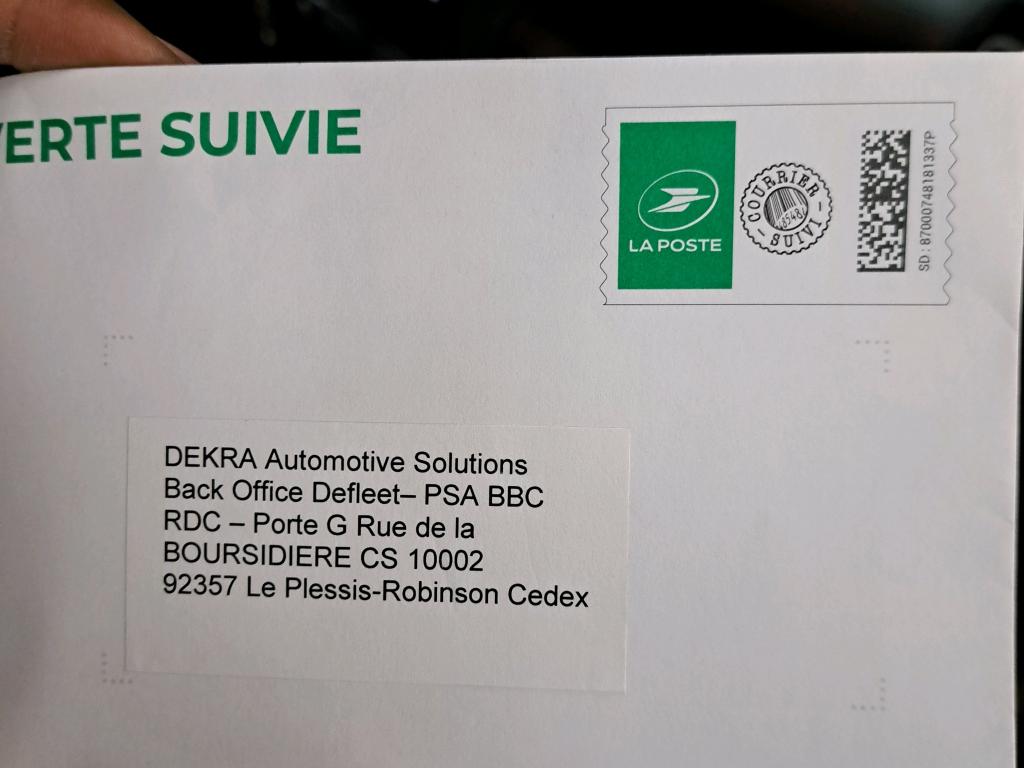 VERTE SUIVIE
LA POSTE
COURRIER
SUIVI
SD : 87000748181337P
DEKRA Automotive Solutions
Back Office Defleet– PSA BBC
RDC – Porte G Rue de la
BOURSIDIERE CS 10002
92357 Le Plessis-Robinson Cedex